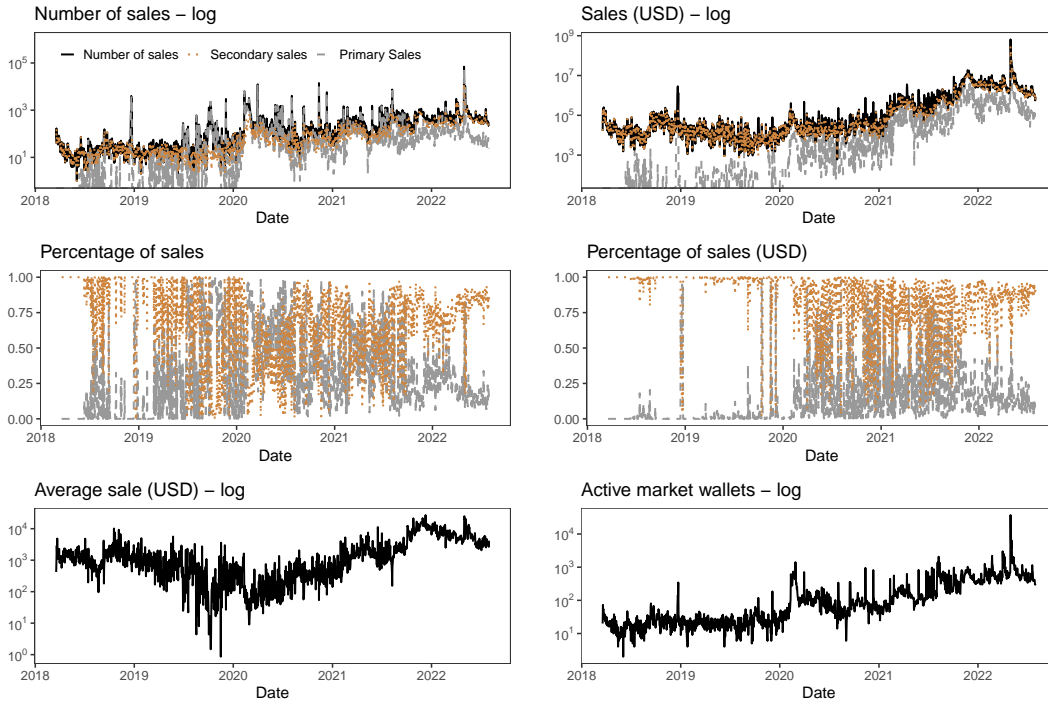 Number of sales – log
Number of sales Secondary sales Primary Sales
10^5
10^3
10^1
2018 2019 2020 2021 2022
Date
Sales (USD) – log
10^9
10^7
10^5
10^3
2018 2019 2020 2021 2022
Date
Percentage of sales
1.00
0.75
0.50
0.25
0.00
2018 2019 2020 2021 2022
Date
Percentage of sales (USD)
1.00
0.75
0.50
0.25
0.00
2018 2019 2020 2021 2022
Date
Average sale (USD) – log
10^4
10^3
10^2
10^1
10^0
2018 2019 2020 2021 2022
Date
Active market wallets – log
10^4
10^3
10^2
10^1
2018 2019 2020 2021 2022
Date